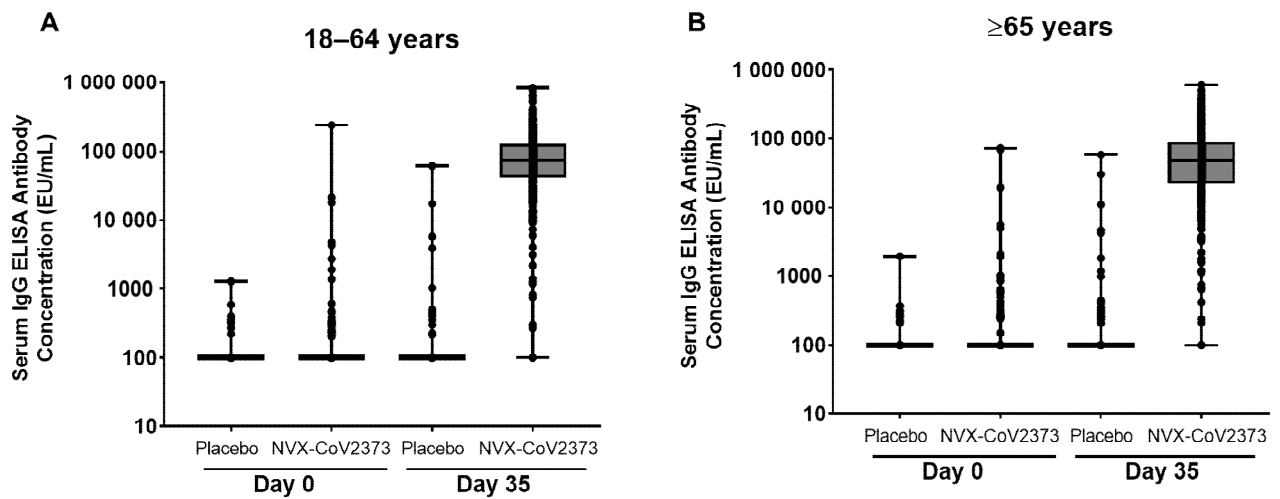 A
18–64 years
Serum IgG ELISA Antibody
Concentration (EU/mL)
1 000 000
100 000
10 000
1000
100
10
Placebo NVX-CoV2373 Placebo NVX-CoV2373
Day 0 Day 35
B
≥65 years
Serum IgG ELISA Antibody
Concentration (EU/mL)
1 000 000
100 000
10 000
1000
100
10
Placebo NVX-CoV2373 Placebo NVX-CoV2373
Day 0 Day 35